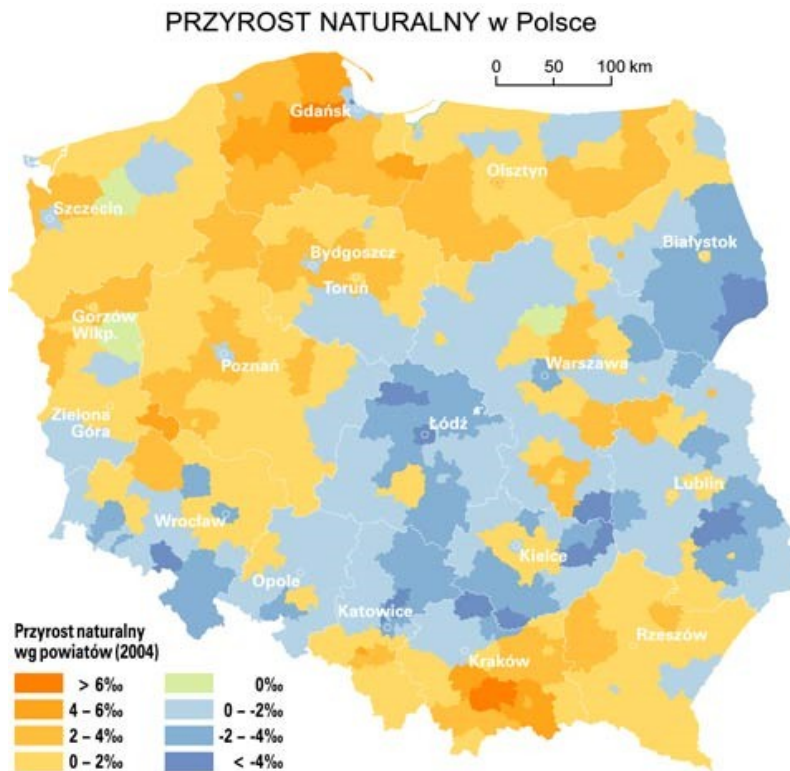 PRZYROST NATURALNY w Polsce
0 50 100 km
Gdańsk
Olsztyn
Szczecin
Białystok
Bydgoszcz
Toruń
Gorzów
Wlkp.
Poznań
Warszawa
Zielona
Góra
Łódź
Lublin
Wrocław
Kielce
Opole
Katowice
Rzeszów
Kraków
Przyrost naturalny
wg powiatów (2004)
> 6‰
4 – 6‰
2 – 4‰
0 – 2‰
0‰
0 – -2‰
-2 – -4‰
< -4‰